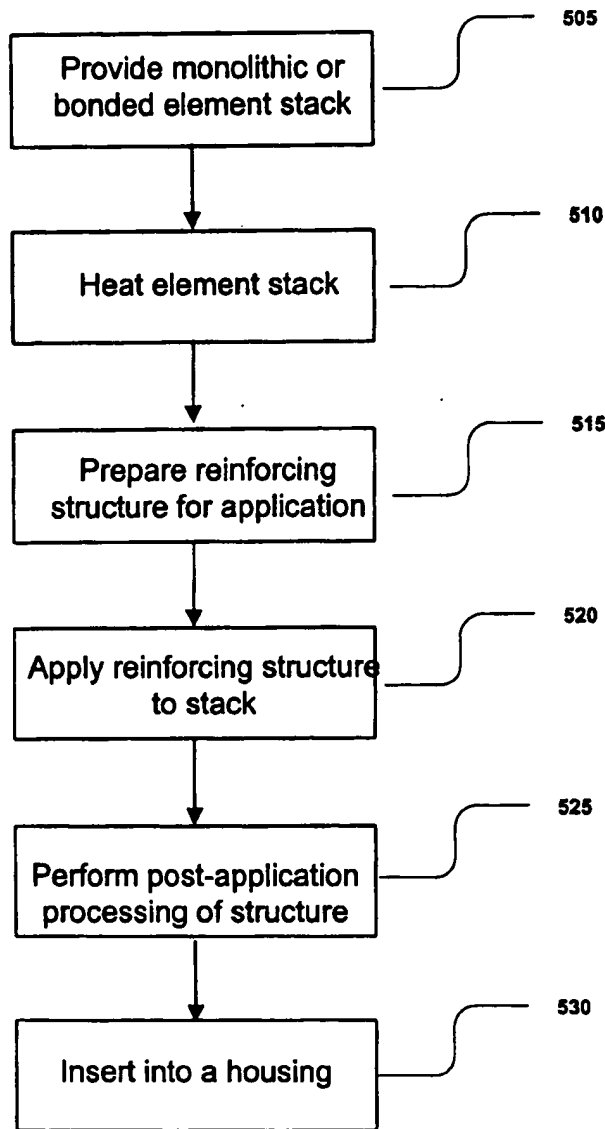 505
Provide monolithic or
bonded element stack
510
Heat element stack
515
Prepare reinforcing
structure for application
520
Apply reinforcing structure
to stack
525
Perform post-application
processing of structure
530
Insert into a housing